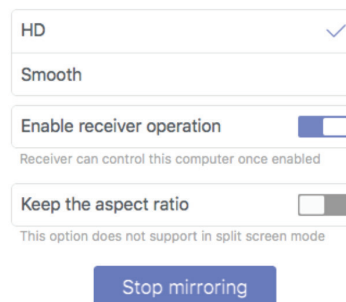 HD
Smooth
Enable receiver operation
Receiver can control this computer once enabled
Keep the aspect ratio
This option does not support in split screen mode
Stop mirroring